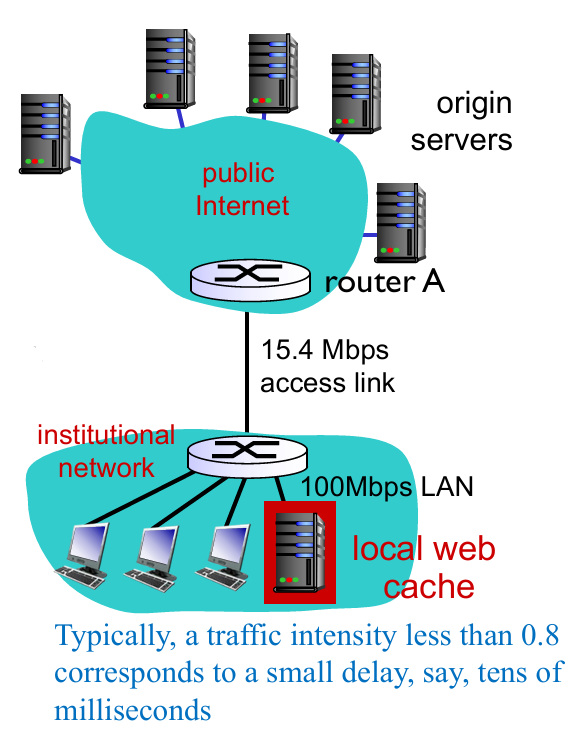 origin
servers
public
Internet
router A
15.4 Mbps
access link
institutional
network
100Mbps LAN
local web
cache
Typically, a traffic intensity less than 0.8
corresponds to a small delay, say, tens of
milliseconds